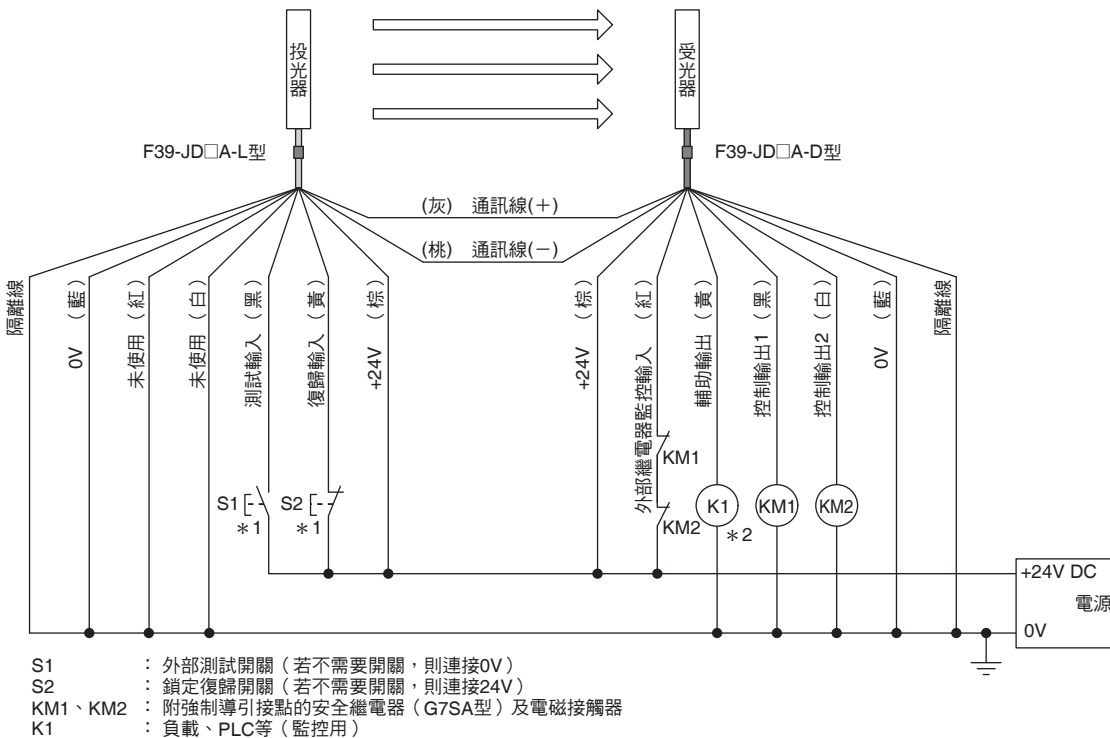 投光器
受光器
F39-JD□A-L型
F39-JD□A-D型
(灰) 通訊線(＋)
(桃) 通訊線(－)
隔離線
0V （藍）
未使用（紅）
未使用（白）
測試輸入（黑）
復歸輸入（黃）
+24V （棕）
+24V （棕）
外部繼電器監控輸入（紅）
輔助輸出（黃）
控制輸出1（黑）
控制輸出2（白）
0V （藍）
隔離線
KM1
S1
＊1
S2
＊1
KM2
K1
＊2
KM1
KM2
+24V DC
電源
0V
S1 ： 外部測試開關（若不需要開關，則連接0V）
S2 ： 鎖定復歸開關（若不需要開關，則連接24V）
KM1、KM2 ： 附強制導引接點的安全繼電器（G7SA型）及電磁接觸器
K1 ： 負載、PLC等（監控用）